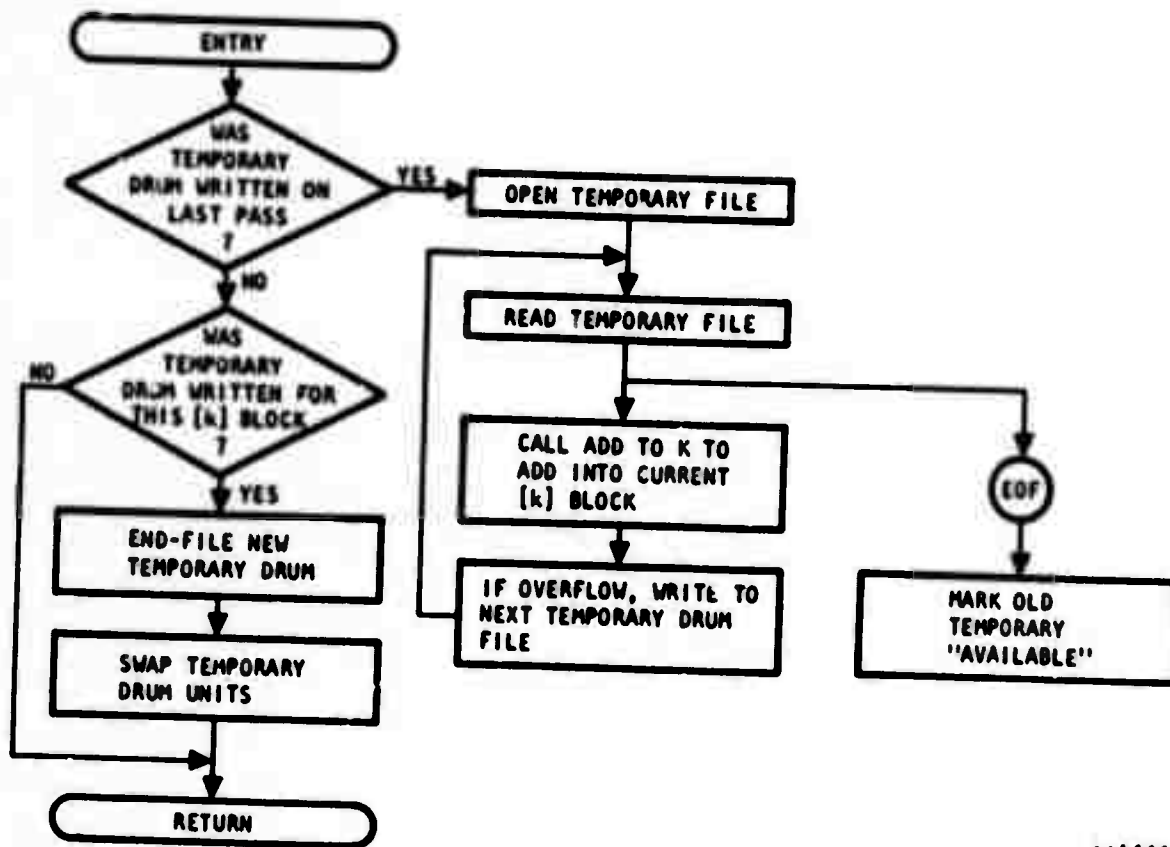 ENTRY
WAS
TEMPORARY
DRUM WRITTEN ON
LAST PASS
?
YES
NO
OPEN TEMPORARY FILE
READ TEMPORARY FILE
WAS
TEMPORARY
DRUM WRITTEN FOR
THIS [k] BLOCK
?
NO
YES
CALL ADD TO K TO
ADD INTO CURRENT
[k] BLOCK
EOF
END-FILE NEW
TEMPORARY DRUM
IF OVERFLOW, WRITE TO
NEXT TEMPORARY DRUM
FILE
MARK OLD
TEMPORARY
"AVAILABLE"
SWAP TEMPORARY
DRUM UNITS
RETURN